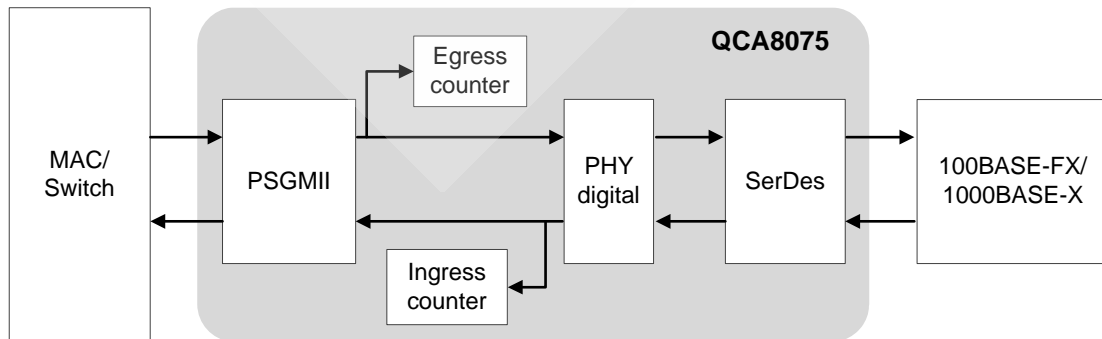 QCA8075
Egress
counter
MAC/
Switch
PSGMII
PHY
digital
SerDes
100BASE-FX/
1000BASE-X
Ingress
counter